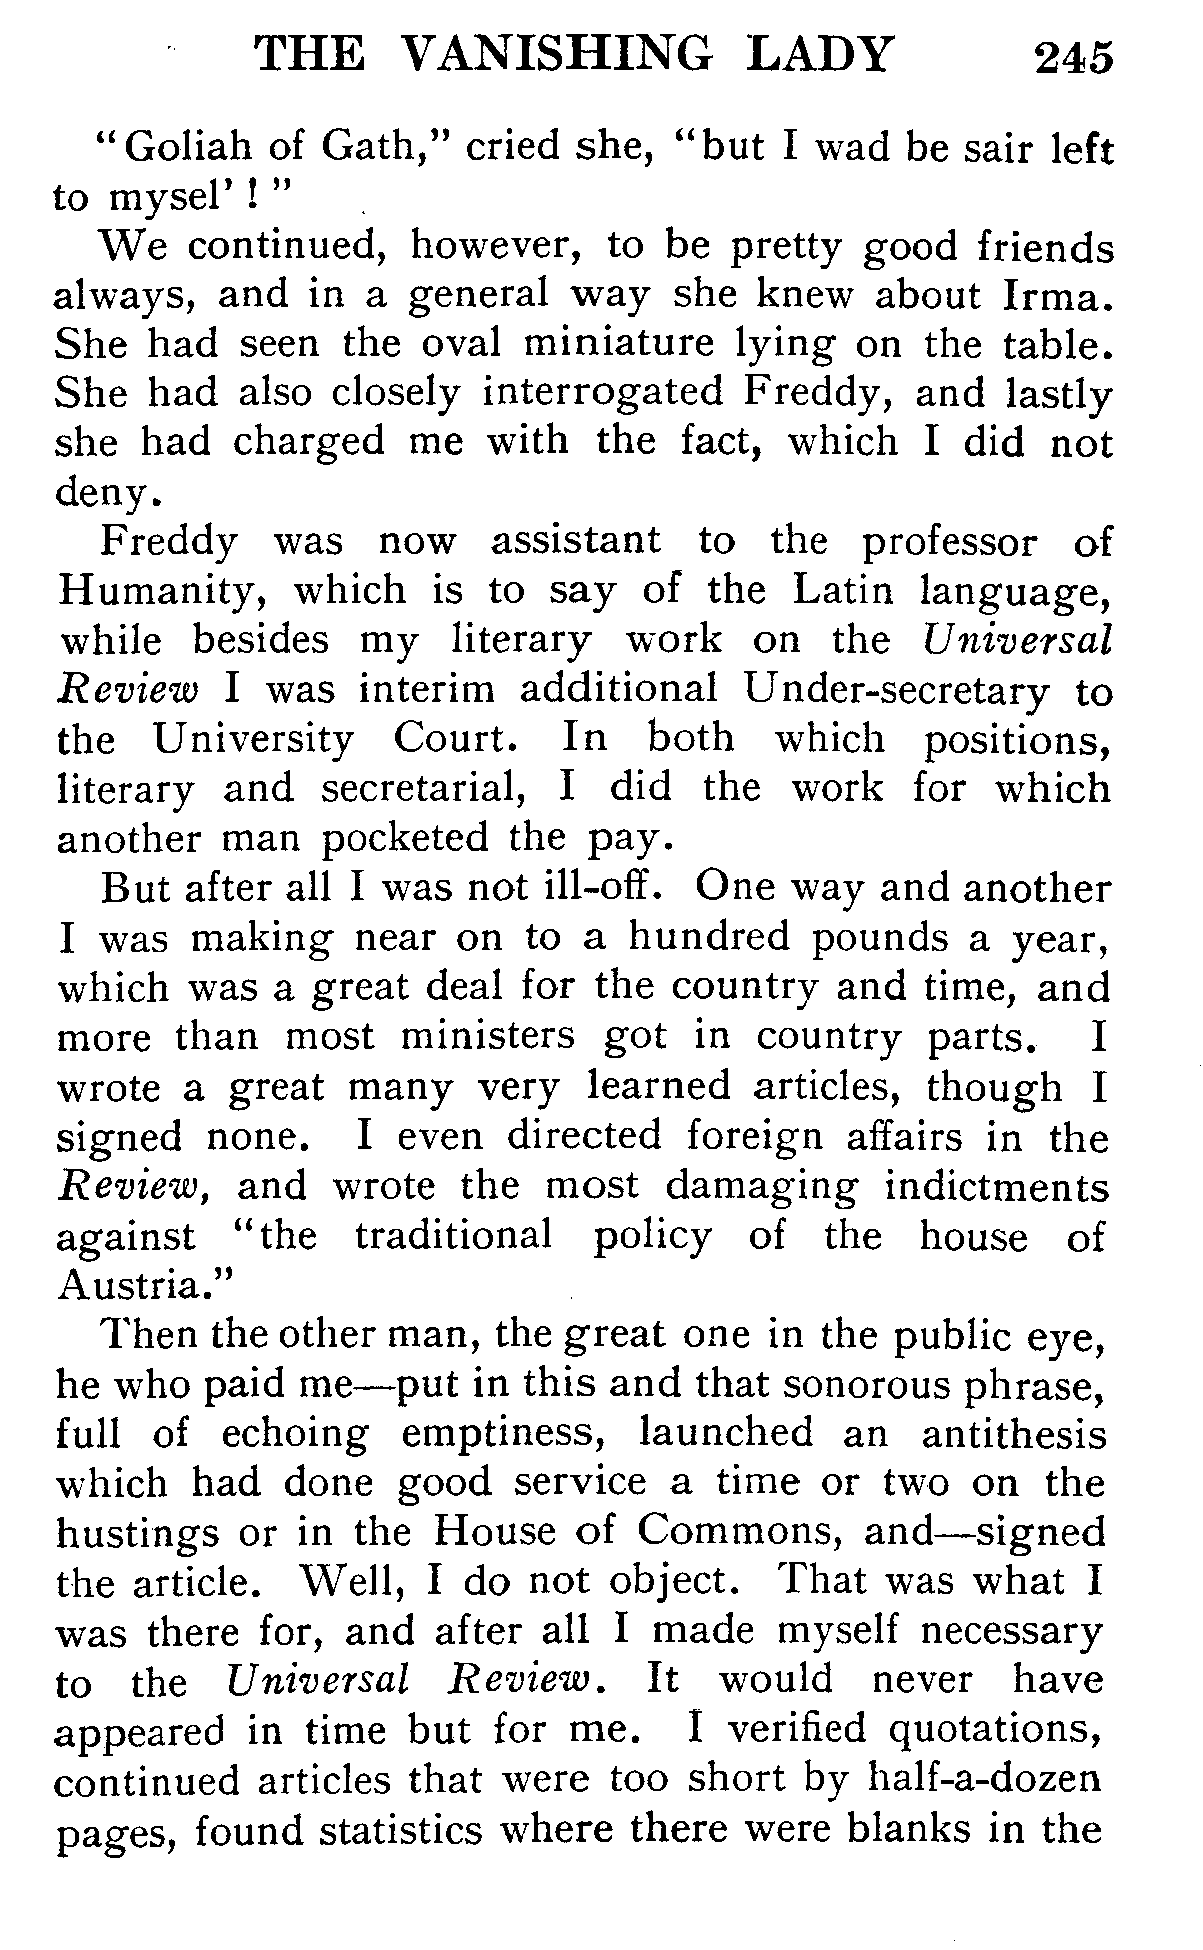 THE VANISHING LADY 245
"Goliah of Gath," cried she, "but I wad be sair left
to mysel'!"
We continued, however, to be pretty good friends
always, and in a general way she knew about Irma.
She had seen the oval miniature lying on the table.
She had also closely interrogated Freddy, and lastly
she had charged me with the fact, which I did not
deny.
Freddy was now assistant to the professor of
Humanity, which is to say of the Latin language,
while besides my literary work on the Universal
Review I was interim additional Under-secretary to
the University Court. In both which positions,
literary and secretarial, I did the work for which
another man pocketed the pay.
But after all I was not ill-off. One way and another
I was making near on to a hundred pounds a year,
which was a great deal for the country and time, and
more than most ministers got in country parts. I
wrote a great many very learned articles, though I
signed none. I even directed foreign affairs in the
Review, and wrote the most damaging indictments
against "the traditional policy of the house of
Austria."
Then the other man, the great one in the public eye,
he who paid me—put in this and that sonorous phrase,
full of echoing emptiness, launched an antithesis
which had done good service a time or two on the
hustings or in the House of Commons, and—signed
the article. Well, I do not object. That was what I
was there for, and after all I made myself necessary
to the Universal Review. It would never have
appeared in time but for me. I verified quotations,
continued articles that were too short by half-a-dozen
pages, found statistics where there were blanks in the